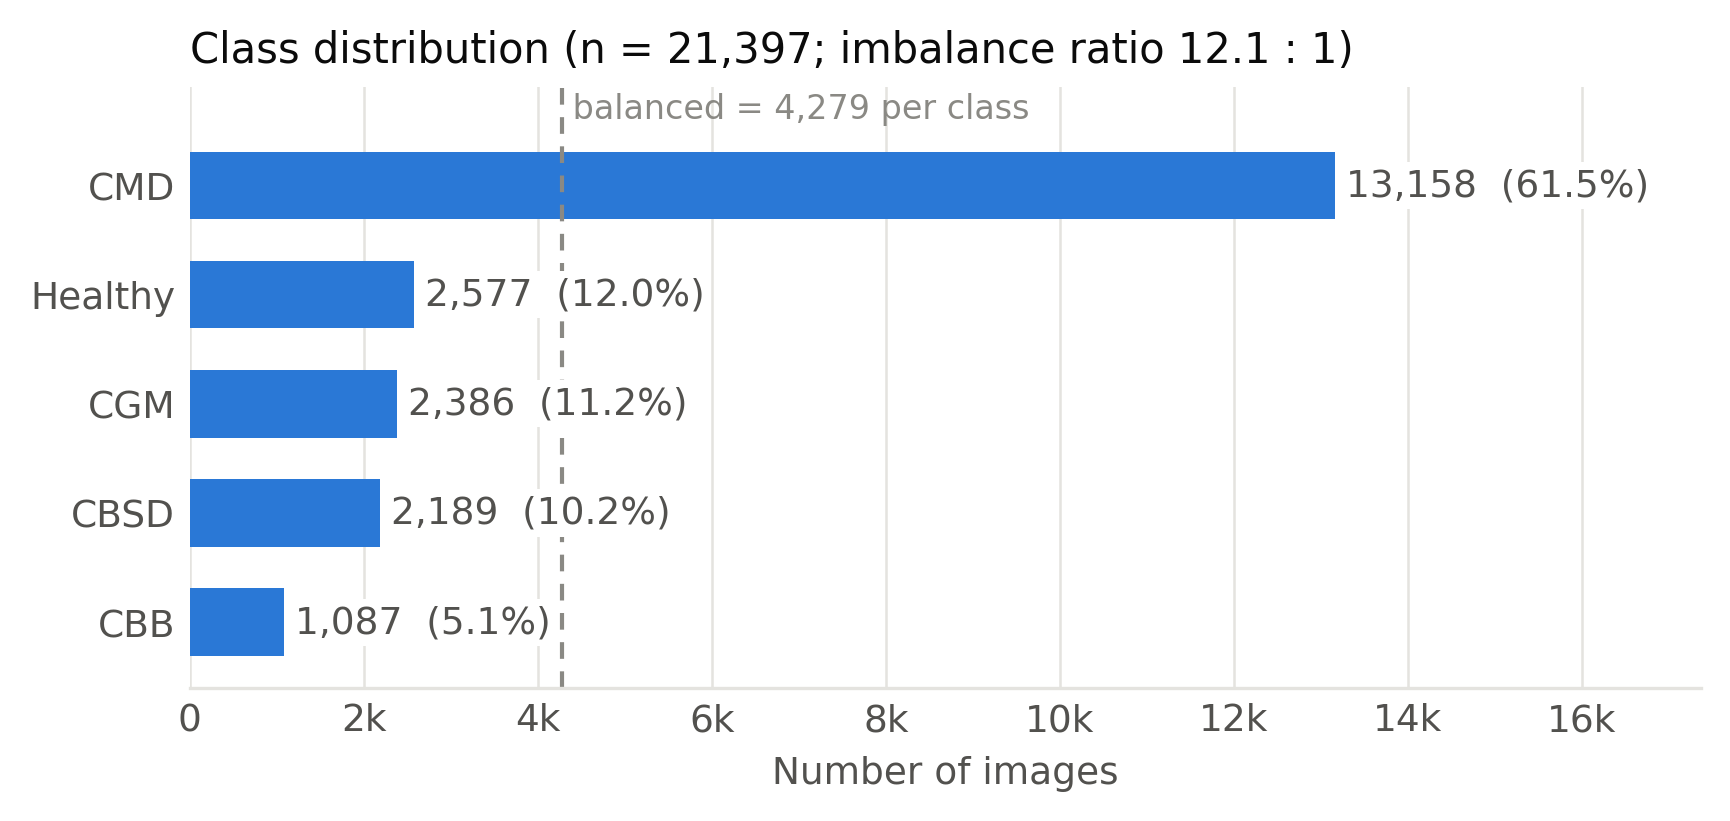 Class distribution (n = 21,397; imbalance ratio 12.1 : 1)
balanced = 4,279 per class
CMD 13,158 (61.5%)
Healthy 2,577 (12.0%)
CGM 2,386 (11.2%)
CBSD 2,189 (10.2%)
CBB 1,087 (5.1%)
0 2k 4k 6k 8k 10k 12k 14k 16k
Number of images